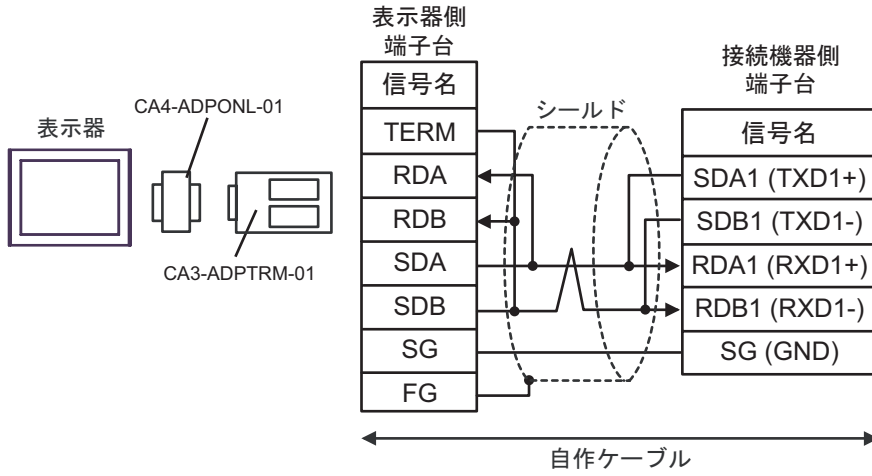 表示器
CA4-ADPONL-01
CA3-ADPTRM-01
表示器側
端子台
信号名
TERM
RDA
RDB
SDA
SDB
SG
FG
シールド
接続機器側
端子台
信号名
SDA1 (TXD1+)
SDB1 (TXD1-)
RDA1 (RXD1+)
RDB1 (RXD1-)
SG (GND)
自作ケーブル